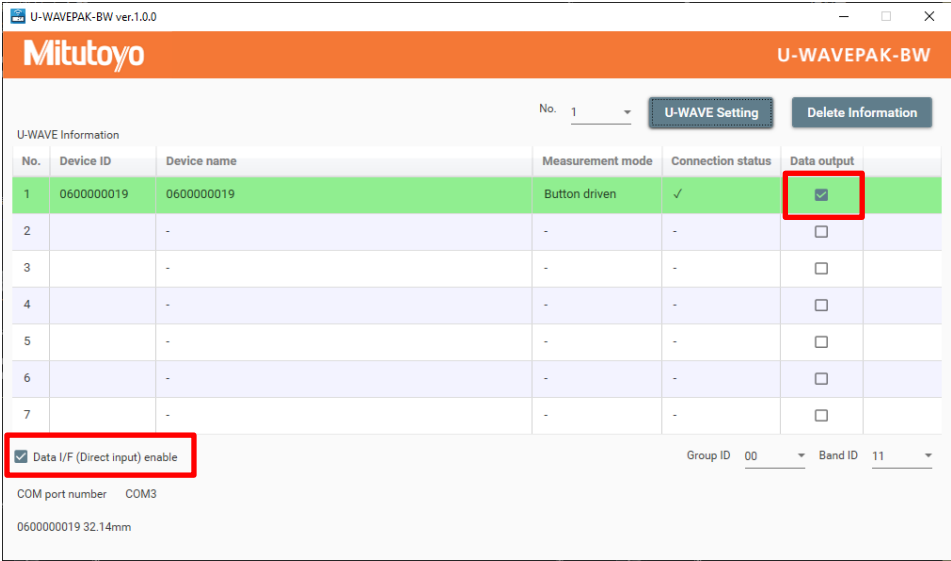 U-WAVEPAK-BW ver.1.0.0
Mitutoyo
U-WAVEPAK-BW
No. 1 U-WAVE Setting Delete Information
U-WAVE Information
No. Device ID Device name Measurement mode Connection status Data output
1 0600000019 0600000019 Button driven ✓
2 - - -
3 - - -
4 - - -
5 - - -
6 - - -
7 - - -
Data I/F (Direct input) enable Group ID 00 Band ID 11
COM port number COM3
0600000019 32.14mm